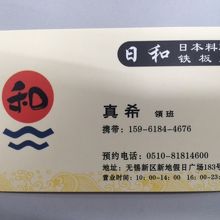 和
日和 日本料
铁板
真希 領班
携带：159-6184-4676
预约电话：0510-81814600
地址：无锡新区新地假日广场183号
营业时间：10:00-14:00 16:00-23: